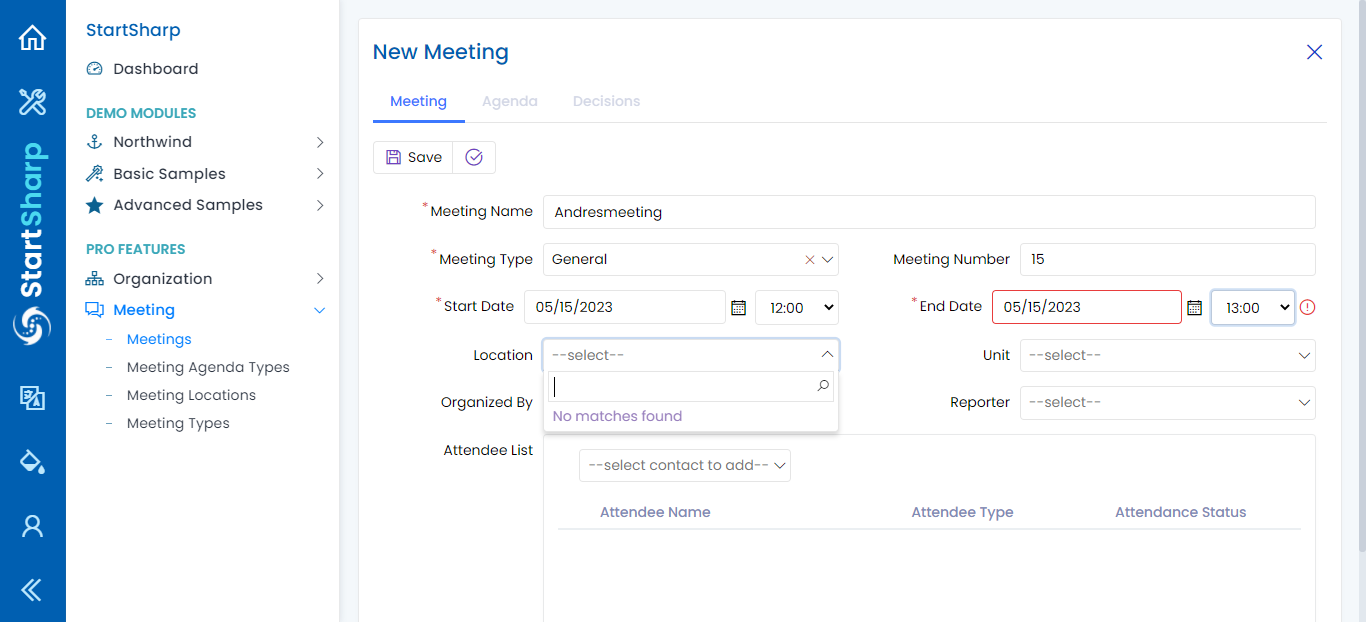 StartSharp
StartSharp
Dashboard
DEMO MODULES
Northwind
Basic Samples
Advanced Samples
PRO FEATURES
Organization
Meeting
Meetings
Meeting Agenda Types
Meeting Locations
Meeting Types
New Meeting
Meeting Agenda Decisions
Save
* Meeting Name Andresmeeting
* Meeting Type General Meeting Number 15
* Start Date 05/15/2023 12:00 * End Date 05/15/2023 13:00
Location --select-- Unit --select--
No matches found
Organized By Reporter --select--
Attendee List
--select contact to add--
Attendee Name Attendee Type Attendance Status